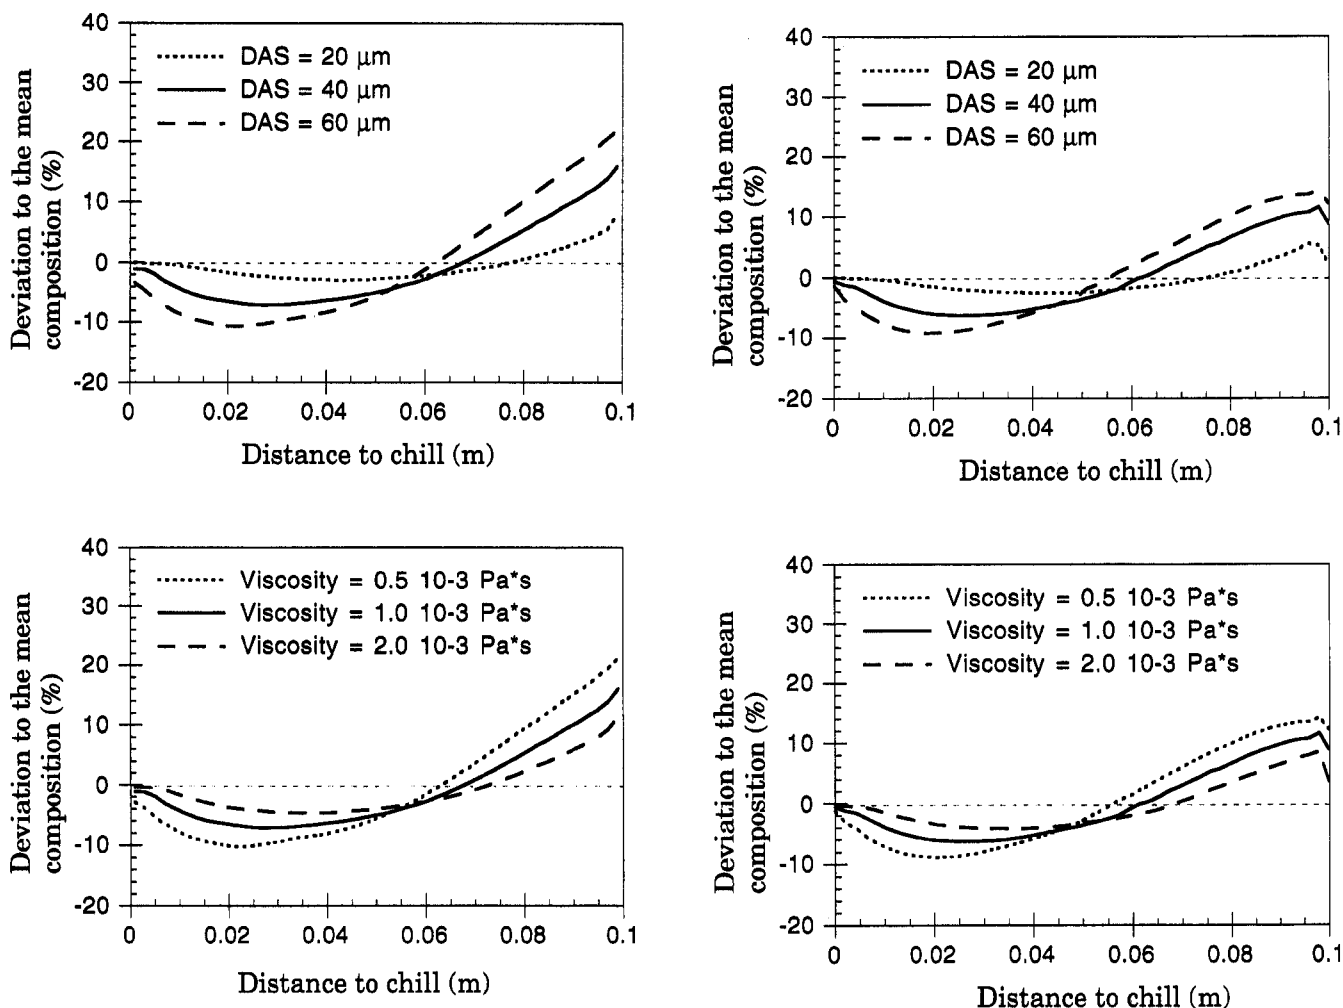 40
30
20
10
0
-10
-20
DAS = 20 µm
DAS = 40 µm
DAS = 60 µm
Deviation to the mean
composition (%)
0
0.02
0.04
0.06
0.08
0.1
Distance to chill (m)
40
30
20
10
0
-10
-20
DAS = 20 µm
DAS = 40 µm
DAS = 60 µm
Deviation to the mean
composition (%)
0
0.02
0.04
0.06
0.08
0.1
Distance to chill (m)
40
30
20
10
0
-10
-20
Viscosity = 0.5 10-3 Pa*s
Viscosity = 1.0 10-3 Pa*s
Viscosity = 2.0 10-3 Pa*s
Deviation to the mean
composition (%)
0
0.02
0.04
0.06
0.08
0.1
Distance to chill (m)
40
30
20
10
0
-10
-20
Viscosity = 0.5 10-3 Pa*s
Viscosity = 1.0 10-3 Pa*s
Viscosity = 2.0 10-3 Pa*s
Deviation to the mean
composition (%)
0
0.02
0.04
0.06
0.08
0.1
Distance to chill (m)